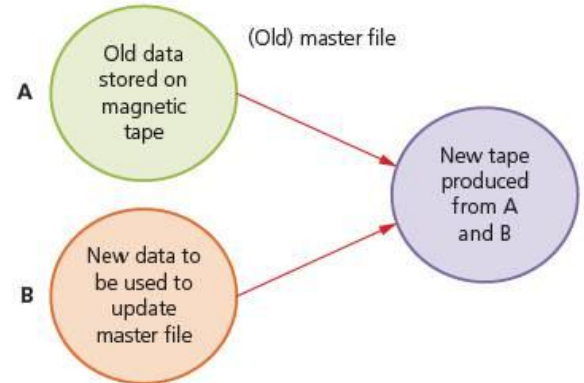 (Old) master file
A
Old data
stored on
magnetic
tape
B
New data to
be used to
update
master file
New tape
produced
from A
and B